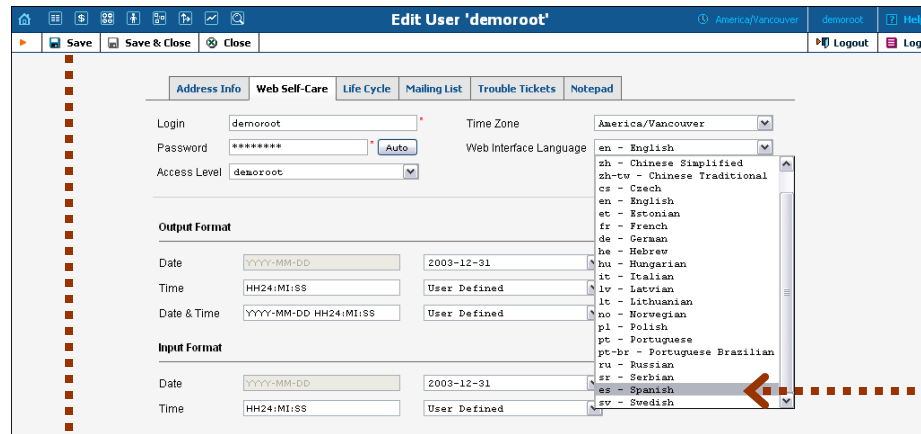 Edit User 'demoroot'
America/Vancouver
demoroot
? Hel
Save
Save & Close
Close
Logout
Log
Address Info
Web Self-Care
Life Cycle
Mailing List
Trouble Tickets
Notepad
Login demoroot * Time Zone America/Vancouver
Password ******** * Auto Web Interface Language en - English
Access Level demoroot
zh - Chinese Simplified
zh-tw - Chinese Traditional
cs - Czech
en - English
et - Estonian
fr - French
de - German
he - Hebrew
hu - Hungarian
it - Italian
lv - Latvian
lt - Lithuanian
no - Norwegian
pl - Polish
pt - Portuguese
pt-br - Portuguese Brazilian
ru - Russian
sr - Serbian
es - Spanish
sv - Swedish
Output Format
Date YYYY-MM-DD 2003-12-31
Time HH24:MI:SS User Defined
Date & Time YYYY-MM-DD HH24:MI:SS User Defined
Input Format
Date YYYY-MM-DD 2003-12-31
Time HH24:MI:SS User Defined